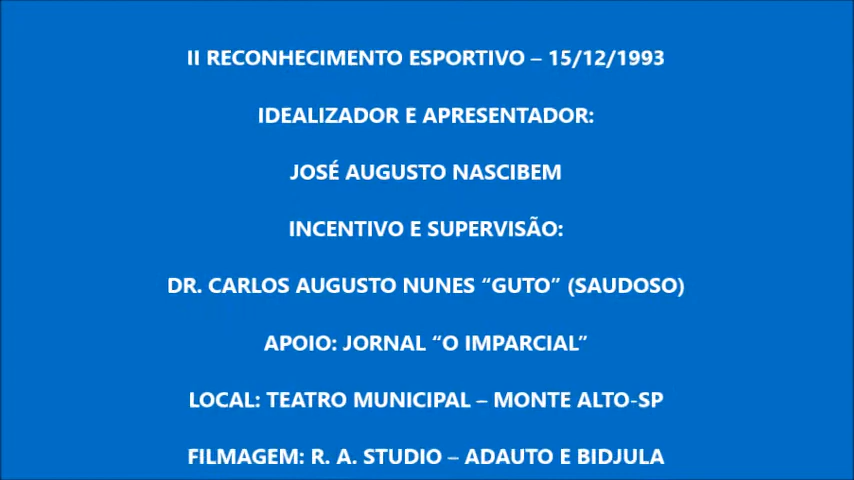 II RECONHECIMENTO ESPORTIVO – 15/12/1993
IDEALIZADOR E APRESENTADOR:
JOSÉ AUGUSTO NASCIBEM
INCENTIVO E SUPERVISÃO:
DR. CARLOS AUGUSTO NUNES “GUTO” (SAUDOSO)
APOIO: JORNAL “O IMPARCIAL”
LOCAL: TEATRO MUNICIPAL – MONTE ALTO-SP
FILMAGEM: R. A. STUDIO – ADAUTO E BIDJULA